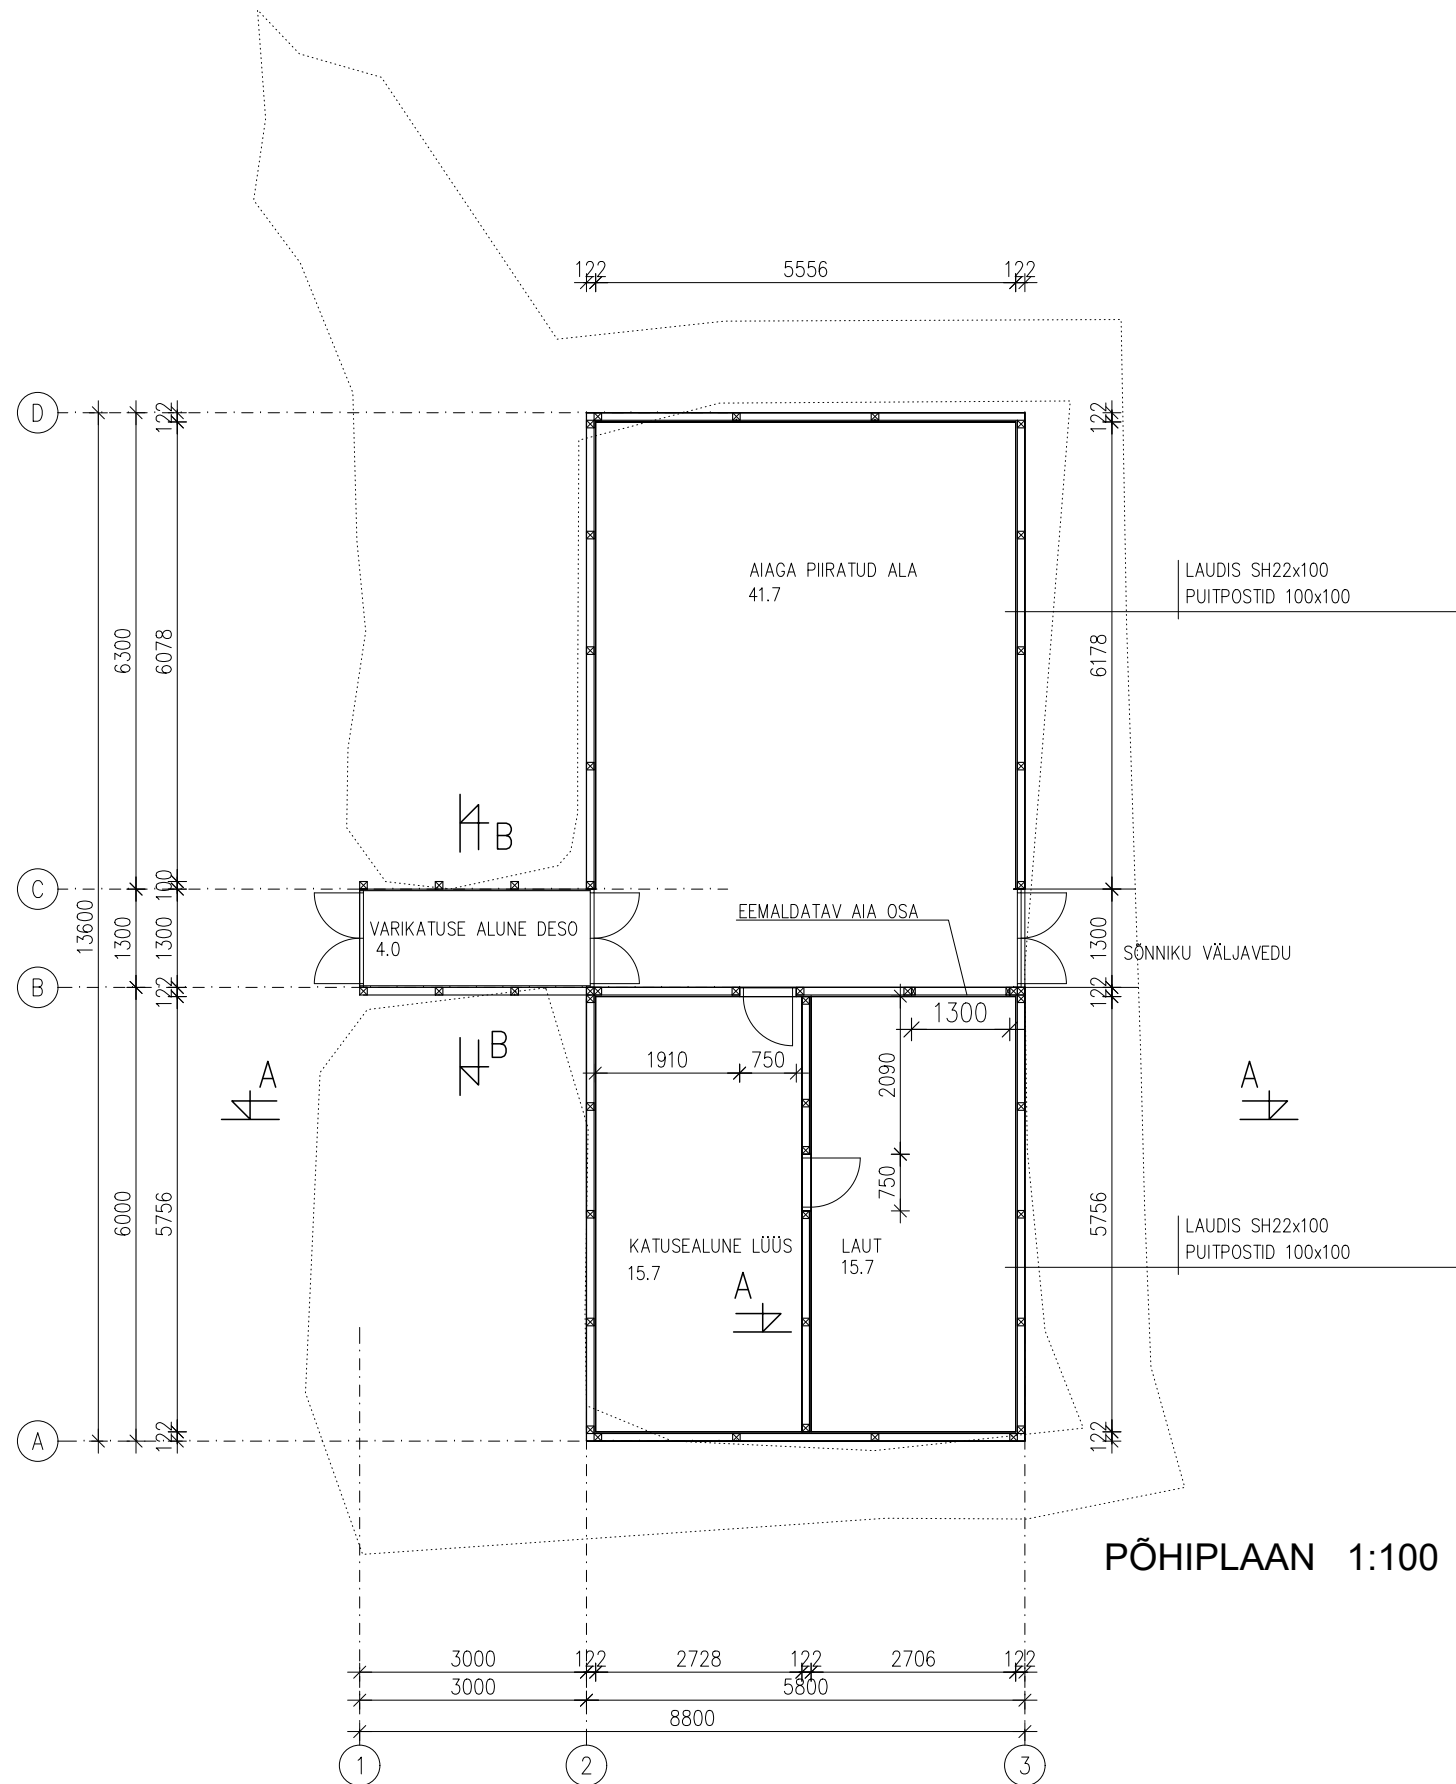 122 5556 122
D
122
122
AIAGA PIIRATUD ALA
41.7
LAUDIS SH22x100
PUITPOSTID 100x100
6300
6078
6178
B
C
100
13600
1300
1300
VARIKATUSE ALUNE DESO
4.0
EEMALDATAV AIA OSA
1300
SÕNNIKU VÄLJAVEDU
B
122
122
1300
B
1910 750
2090
A
A
750
6000
5756
5756
LAUDIS SH22x100
PUITPOSTID 100x100
KATUSEALUNE LÜÜS
15.7
LAUT
15.7
A
A
122
122
PÕHIPLAAN 1:100
3000 122 2728 122 2706 122
3000 5800
8800
1 2 3